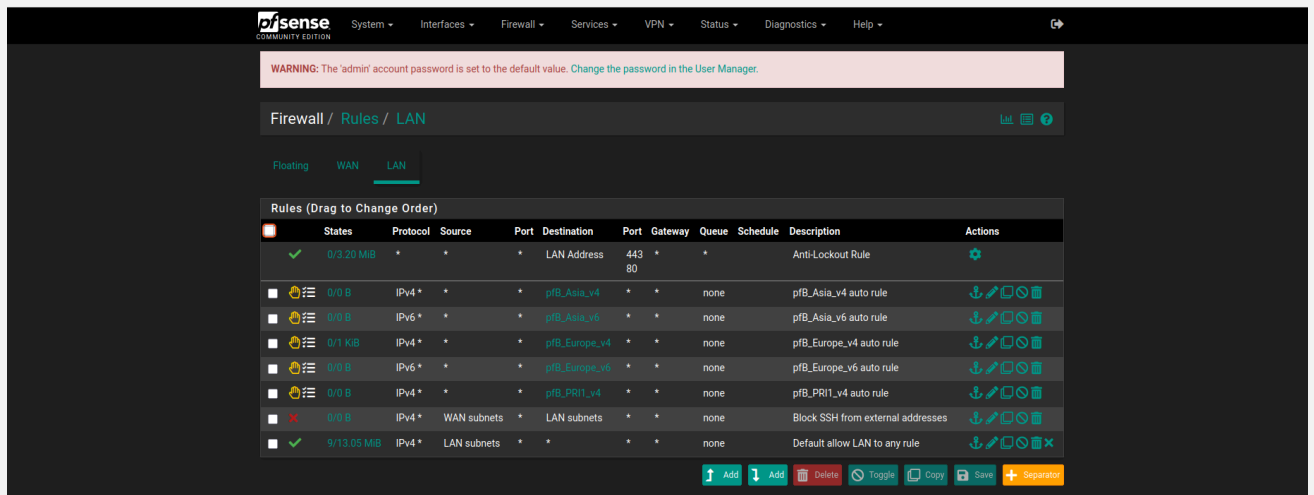 pfsense System Interfaces Firewall Services VPN Status Diagnostics Help
COMMUNITY EDITION
WARNING: The 'admin' account password is set to the default value. Change the password in the User Manager.
Firewall / Rules / LAN
Floating WAN LAN
Rules (Drag to Change Order)
States Protocol Source Port Destination Port Gateway Queue Schedule Description Actions
0/3.20 MiB * * * LAN Address 443 * * Anti-Lockout Rule
80
0/0 B IPv4 * * * pfB_Asia_v4 * * none pfB_Asia_v4 auto rule
0/0 B IPv6 * * * pfB_Asia_v6 * * none pfB_Asia_v6 auto rule
0/1 KiB IPv4 * * * pfB_Europe_v4 * * none pfB_Europe_v4 auto rule
0/0 B IPv6 * * * pfB_Europe_v6 * * none pfB_Europe_v6 auto rule
0/0 B IPv4 * * * pfB_PRI1_v4 * * none pfB_PRI1_v4 auto rule
0/0 B IPv4 * WAN subnets * LAN subnets * * none Block SSH from external addresses
9/13.05 MiB IPv4 * LAN subnets * * * * none Default allow LAN to any rule
Add Add Delete Toggle Copy Save Separator